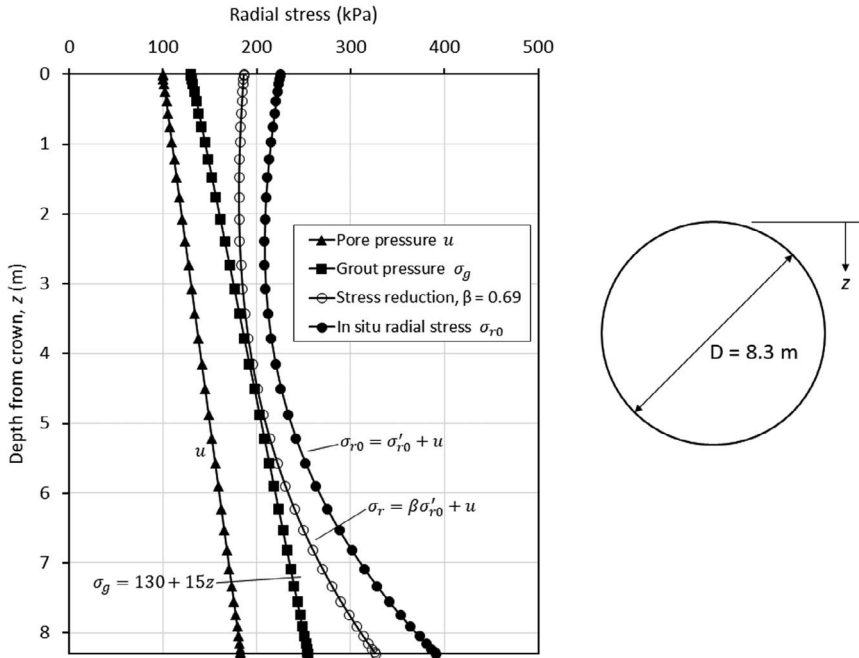 Radial stress (kPa)
0 100 200 300 400 500
0
1
2
3
4
5
6
7
8
Depth from crown, z (m)
Pore pressure u
Grout pressure σg
Stress reduction, β = 0.69
In situ radial stress σr0
u
σr0 = σ′r0 + u
σr = βσ′r0 + u
σg = 130 + 15z
z
D = 8.3 m